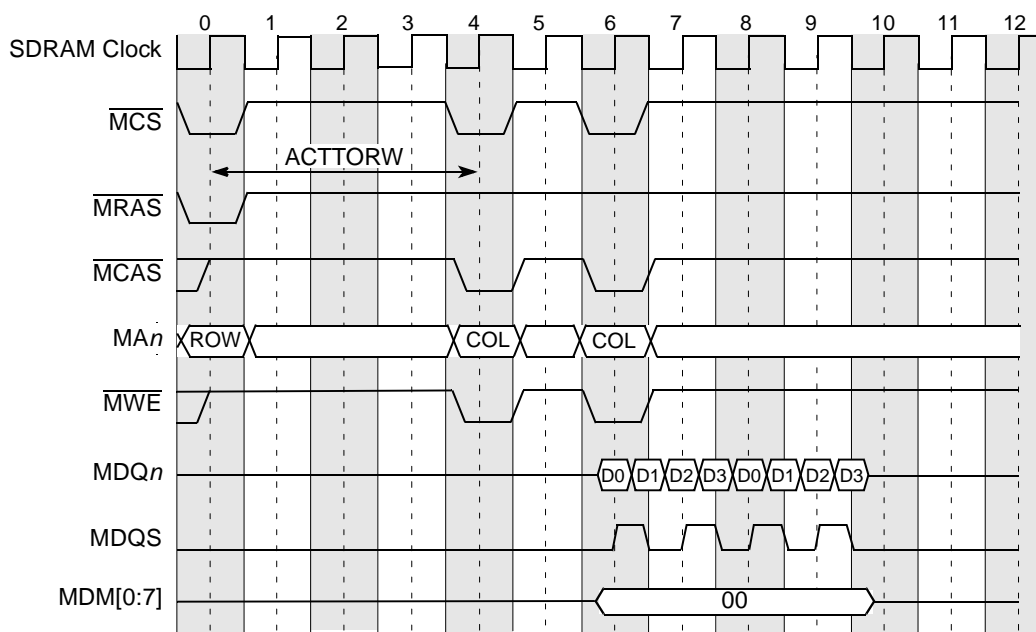 0 1 2 3 4 5 6 7 8 9 10 11 12
SDRAM Clock
MCS
ACTTORW
MRAS
MCAS
MAn ROW COL COL
MWE
MDQn D0 D1 D2 D3 D0 D1 D2 D3
MDQS
MDM[0:7] 00